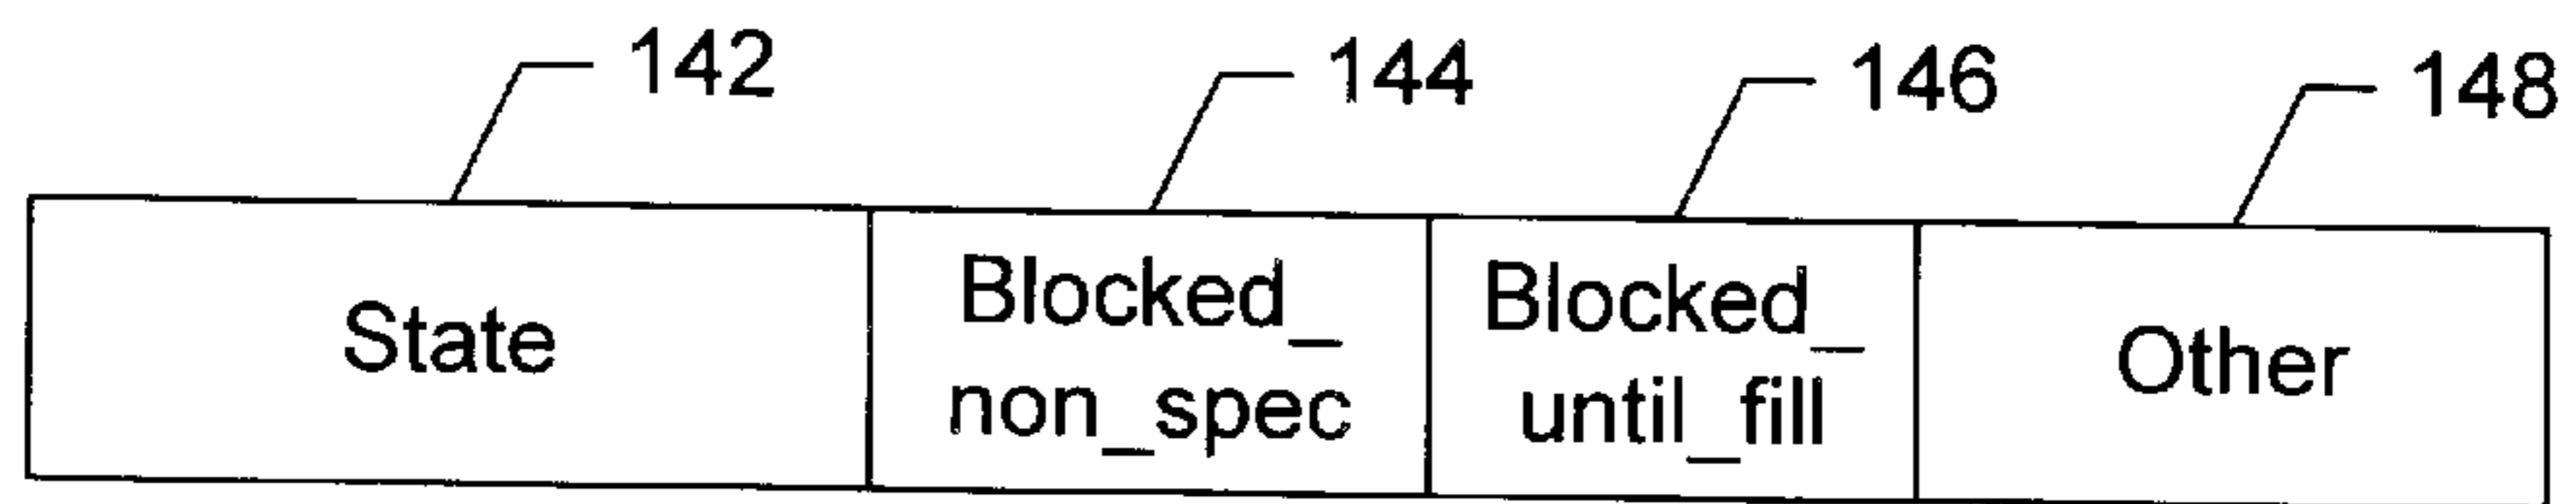 142
144
146
148
State
Blocked_
non_spec
Blocked_
until_fill
Other